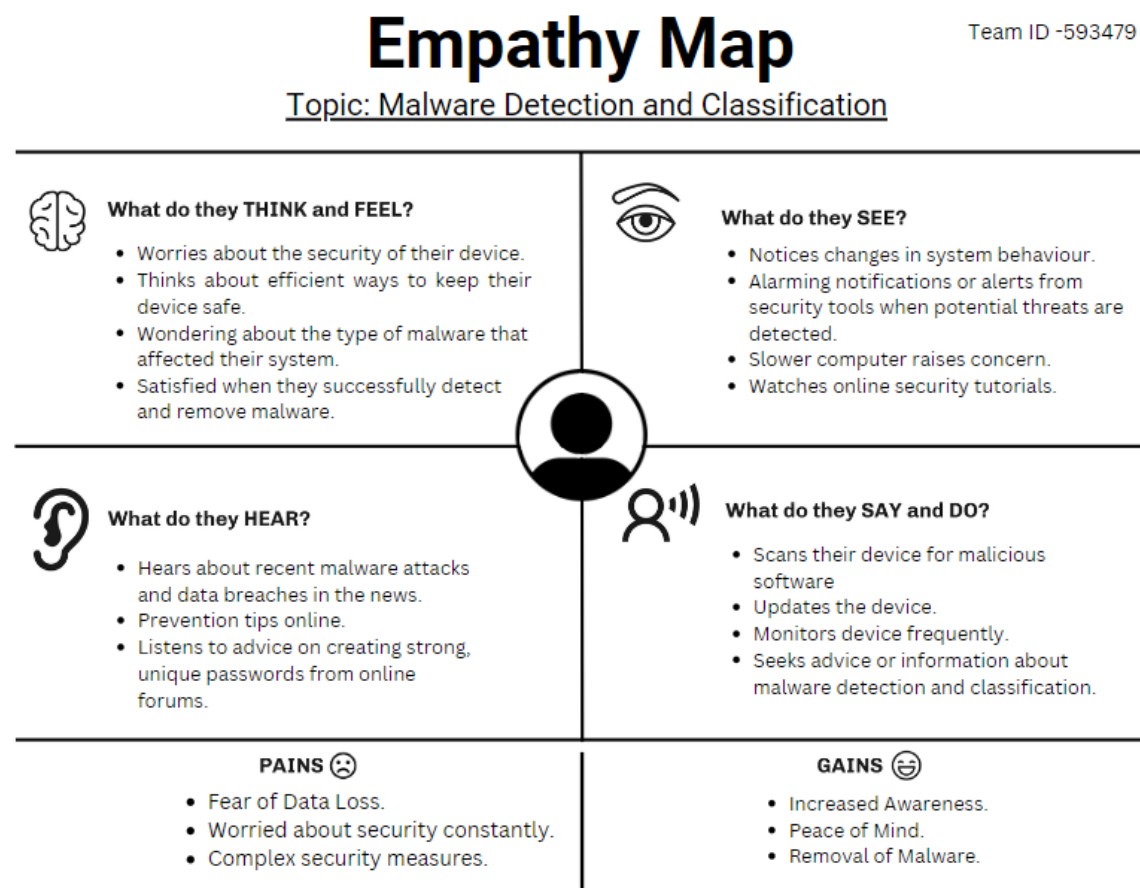 Empathy Map
Team ID -593479
Topic: Malware Detection and Classification
What do they THINK and FEEL?
• Worries about the security of their device.
• Thinks about efficient ways to keep their
device safe.
• Wondering about the type of malware that
affected their system.
• Satisfied when they successfully detect
and remove malware.
What do they SEE?
• Notices changes in system behaviour.
• Alarming notifications or alerts from
security tools when potential threats are
detected.
• Slower computer raises concern.
• Watches online security tutorials.
What do they HEAR?
• Hears about recent malware attacks
and data breaches in the news.
• Prevention tips online.
• Listens to advice on creating strong,
unique passwords from online
forums.
What do they SAY and DO?
• Scans their device for malicious
software
• Updates the device.
• Monitors device frequently.
• Seeks advice or information about
malware detection and classification.
PAINS
• Fear of Data Loss.
• Worried about security constantly.
• Complex security measures.
GAINS
• Increased Awareness.
• Peace of Mind.
• Removal of Malware.